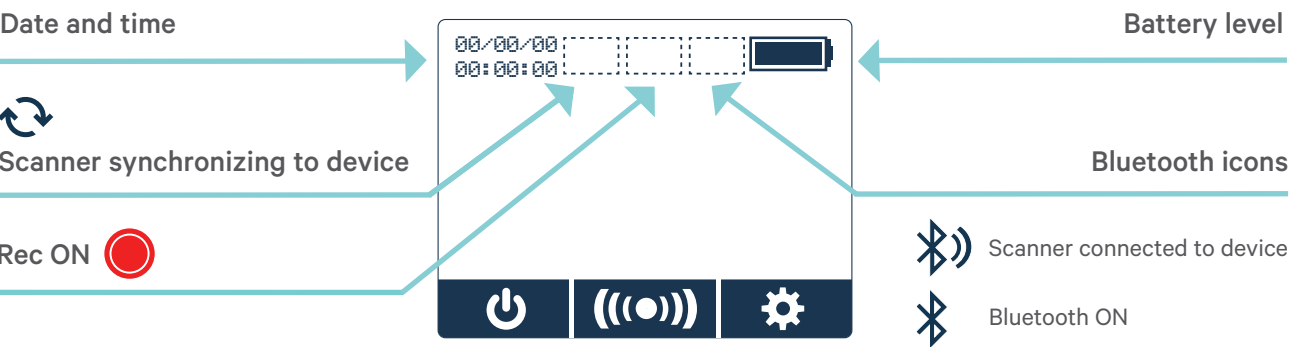 Date and time
Battery level
00/00/00
00:00:00
Scanner synchronizing to device
Bluetooth icons
Rec ON
Scanner connected to device
Bluetooth ON